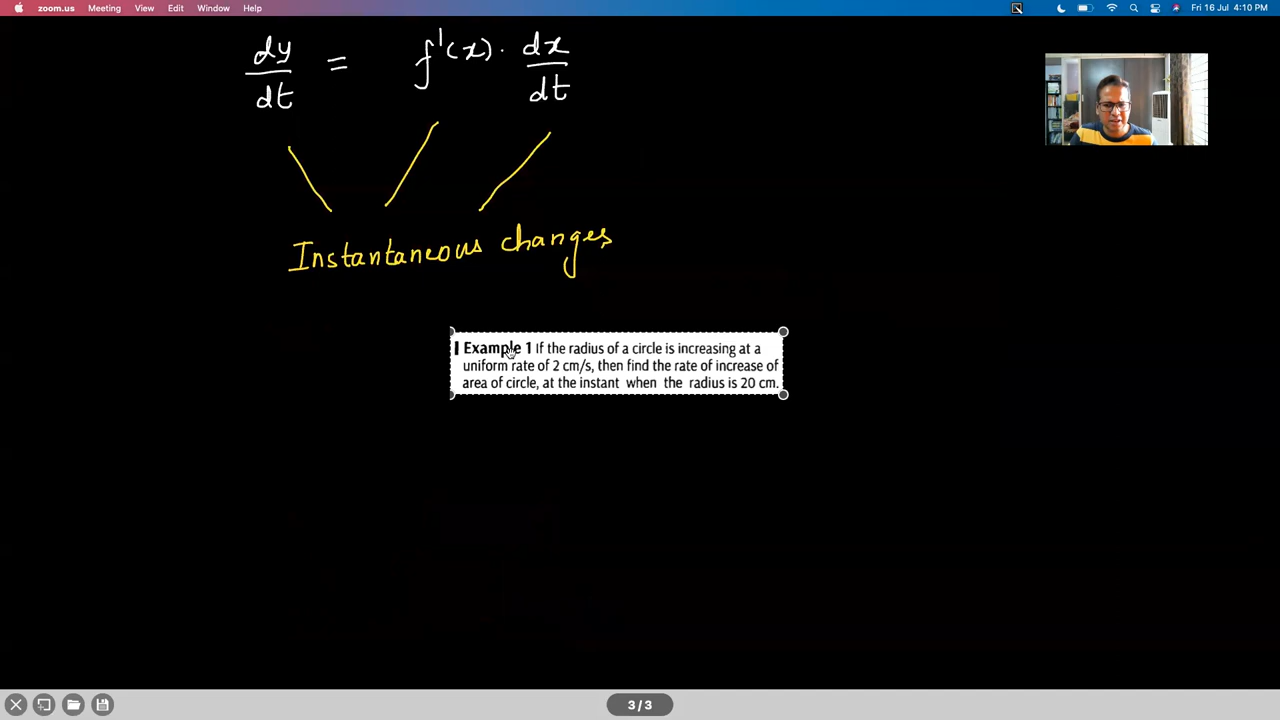 zoom.us Meeting View Edit Window Help Fri 16 Jul 4:10 PM
dy/dt = f'(x) · dx/dt
Instantaneous changes
Example 1 If the radius of a circle is increasing at a
uniform rate of 2 cm/s, then find the rate of increase of
area of circle, at the instant when the radius is 20 cm.
3/3